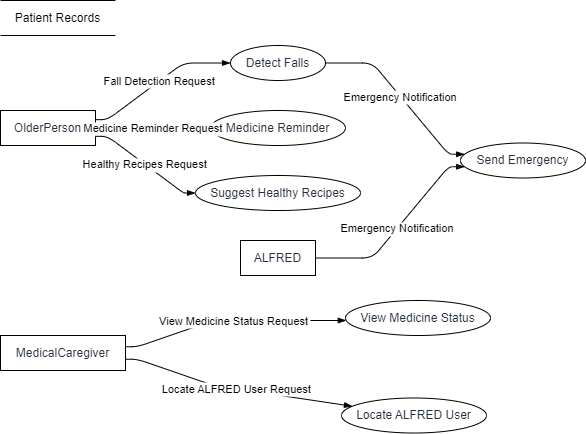 Patient Records
Detect Falls
Fall Detection Request
Emergency Notification
OlderPerson
Medicine Reminder Request
Medicine Reminder
Send Emergency
Healthy Recipes Request
Suggest Healthy Recipes
Emergency Notification
ALFRED
View Medicine Status Request
View Medicine Status
MedicalCaregiver
Locate ALFRED User Request
Locate ALFRED User